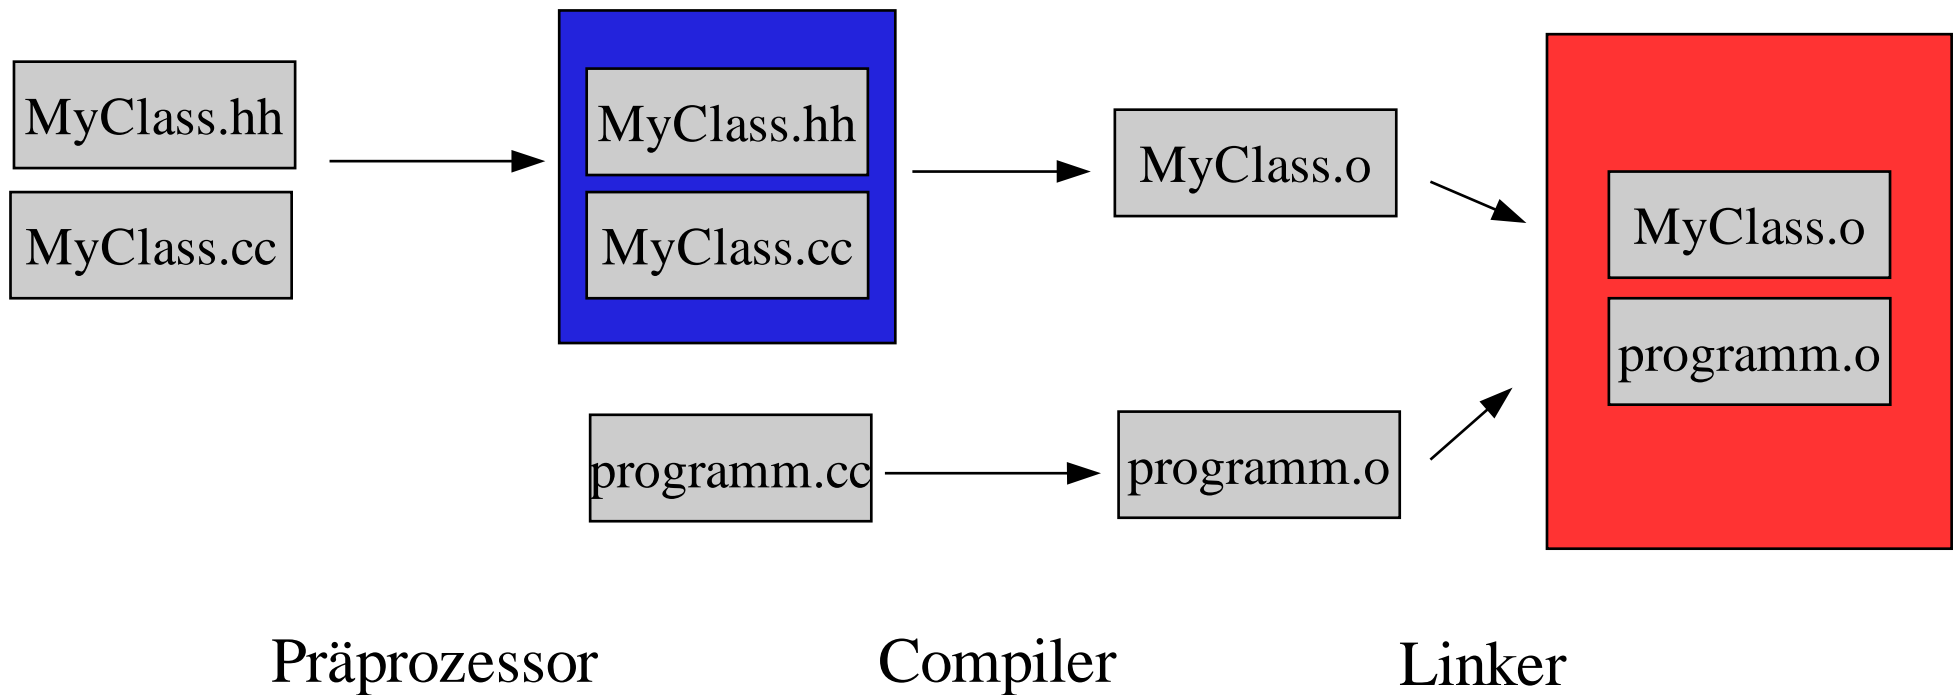 MyClass.hh
MyClass.cc
MyClass.hh
MyClass.cc
programm.cc
MyClass.o
programm.o
MyClass.o
programm.o
Präprozessor
Compiler
Linker